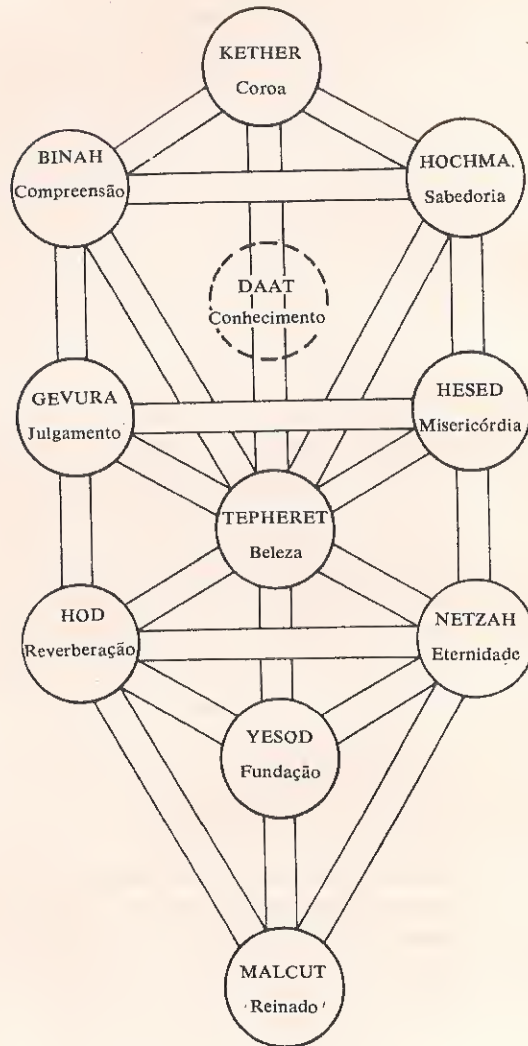 KETHER
Coroa
BINAH
Compreensão
HOCHMA
Sabedoria
DAAT
Conhecimento
GEVURA
Julgamento
HESED
Misericórdia
TEPHERET
Beleza
HOD
Reverberação
NETZAH
Eternidade
YESOD
Fundação
MALCUT
Reinado